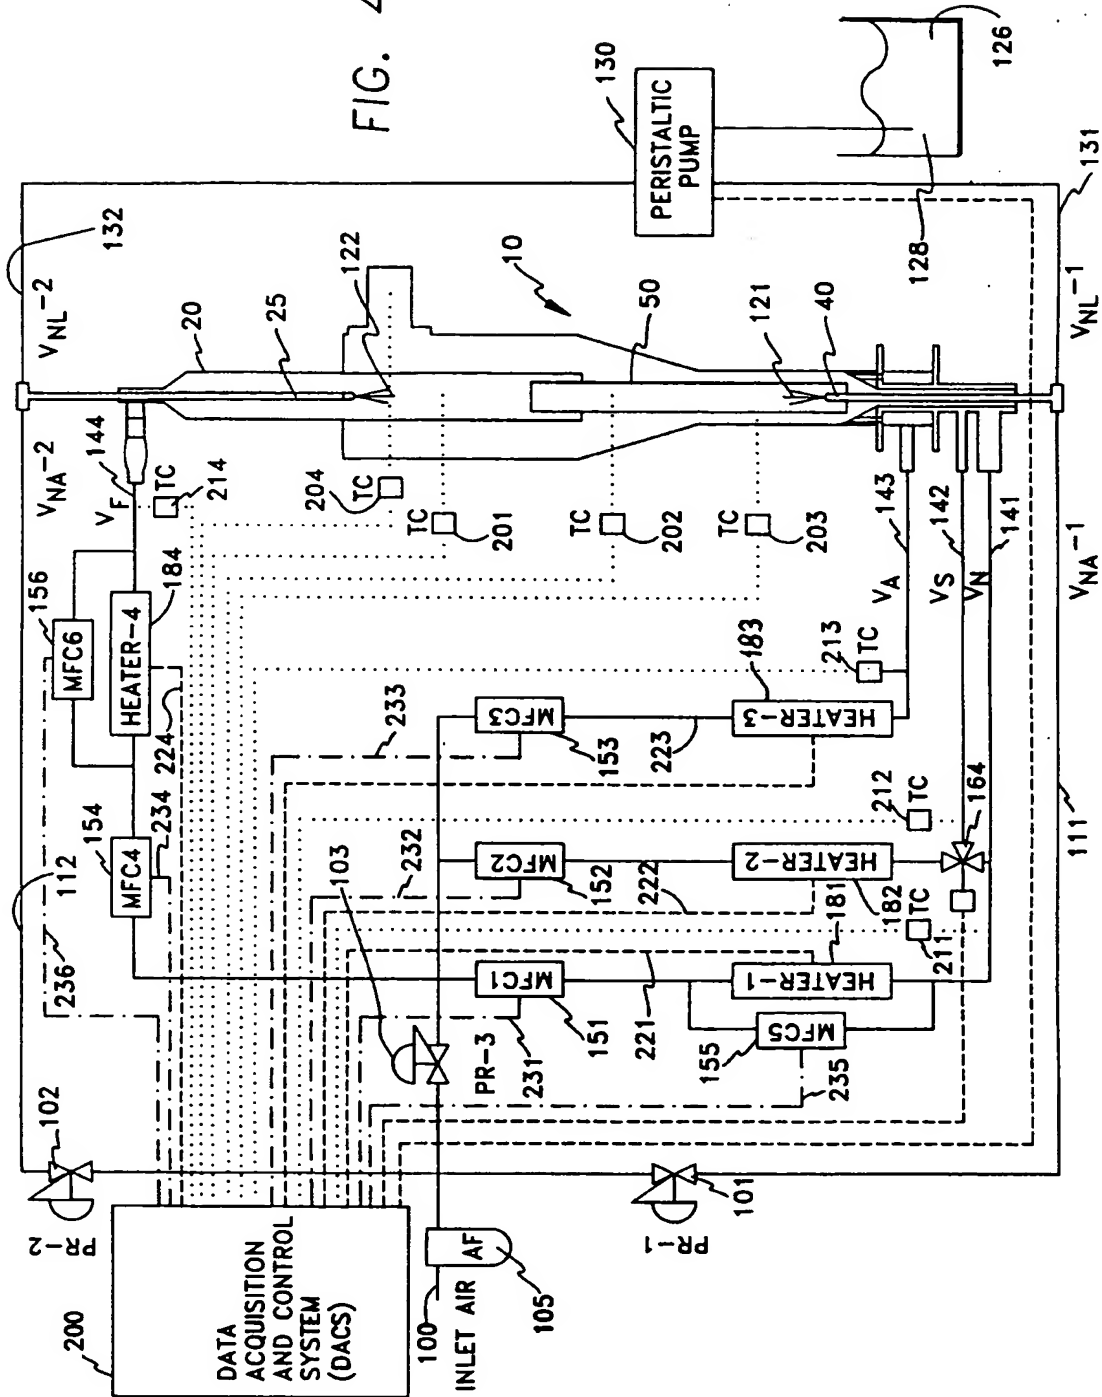 FIG. 4
126
130
PERISTALTIC
PUMP
128
131
132
VNL-2
20
25
122
10
50
121
40
VNL-1
VNA-2
144
VF
TC
214
204
TC
TC
201
TC
202
TC
203
143
VA
142
VS
141
VN
VNA-1
156
MFC6
184
HEATER-4
224
154
MFC4
234
112
236
233
MFC3
153
223
183
HEATER-3
213
TC
232
103
MFC2
152
222
HEATER-2
181
182
212
TC
164
TC
211
111
MFC1
151
PR-3
231
221
HEATER-1
155
MFC5
235
102
PR-2
101
PR-1
200
DATA
ACQUISITION
AND CONTROL
SYSTEM
(DACS)
100
INLET AIR
AF
105